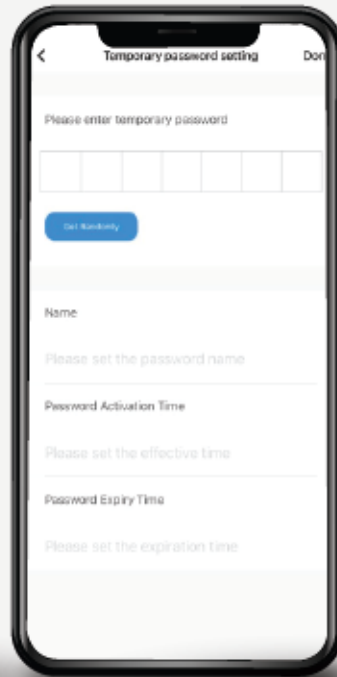 Temporary password setting
Don
Please enter temporary password
Get Randomly
Name
Please set the password name
Password Activation Time
Please set the effective time
Password Expiry Time
Please set the expiration time